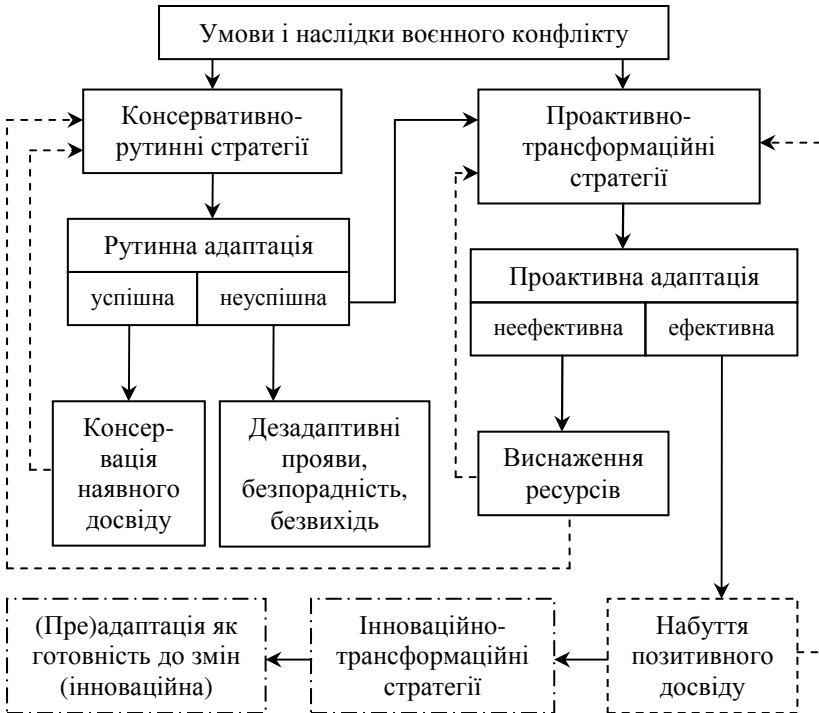 Умови і наслідки воєнного конфлікту
Консервативно-
рутинні стратегії
Проактивно-
трансформаційні
стратегії
Рутинна адаптація
успішна
неуспішна
Проактивна адаптація
неефективна
ефективна
Консер-
вація
наявного
досвіду
Дезадаптивні
прояви,
безпорадність,
безвихідь
Виснаження
ресурсів
(Пре)адаптація як
готовність до змін
(інноваційна)
Інноваційно-
трансформаційні
стратегії
Набуття
позитивного
досвіду